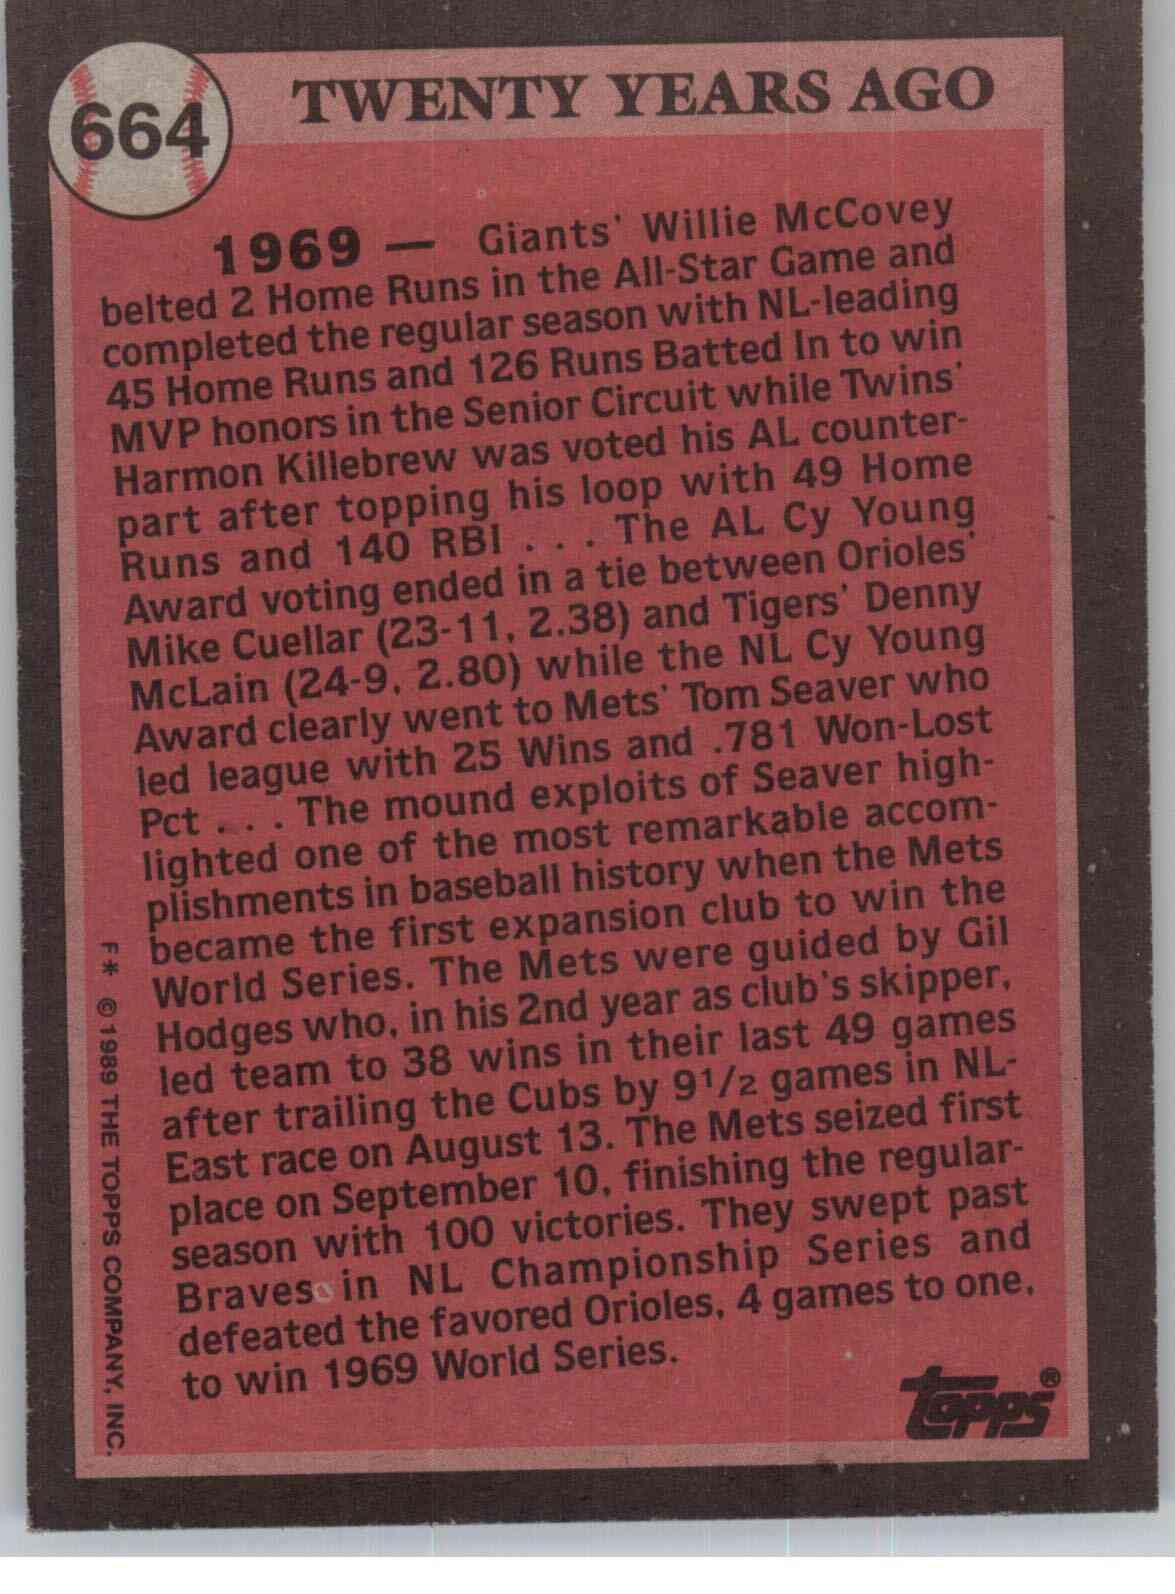 664
TWENTY YEARS AGO
1969 — Giants' Willie McCovey
belted 2 Home Runs in the All-Star Game and
completed the regular season with NL-leading
45 Home Runs and 126 Runs Batted In to win
MVP honors in the Senior Circuit while Twins'
Harmon Killebrew was voted his AL counter-
part after topping his loop with 49 Home
Runs and 140 RBI . . . The AL Cy Young
Award voting ended in a tie between Orioles'
Mike Cuellar (23-11, 2.38) and Tigers' Denny
McLain (24-9, 2.80) while the NL Cy Young
Award clearly went to Mets' Tom Seaver who
led league with 25 Wins and .781 Won-Lost
Pct . . . The mound exploits of Seaver high-
lighted one of the most remarkable accom-
plishments in baseball history when the Mets
became the first expansion club to win the
World Series. The Mets were guided by Gil
Hodges who, in his 2nd year as club's skipper,
led team to 38 wins in their last 49 games
after trailing the Cubs by 9½ games in NL-
East race on August 13. The Mets seized first
place on September 10, finishing the regular-
season with 100 victories. They swept past
Braves in NL Championship Series and
defeated the favored Orioles, 4 games to one,
to win 1969 World Series.
F* ©1989 THE TOPPS COMPANY, INC.
topps®